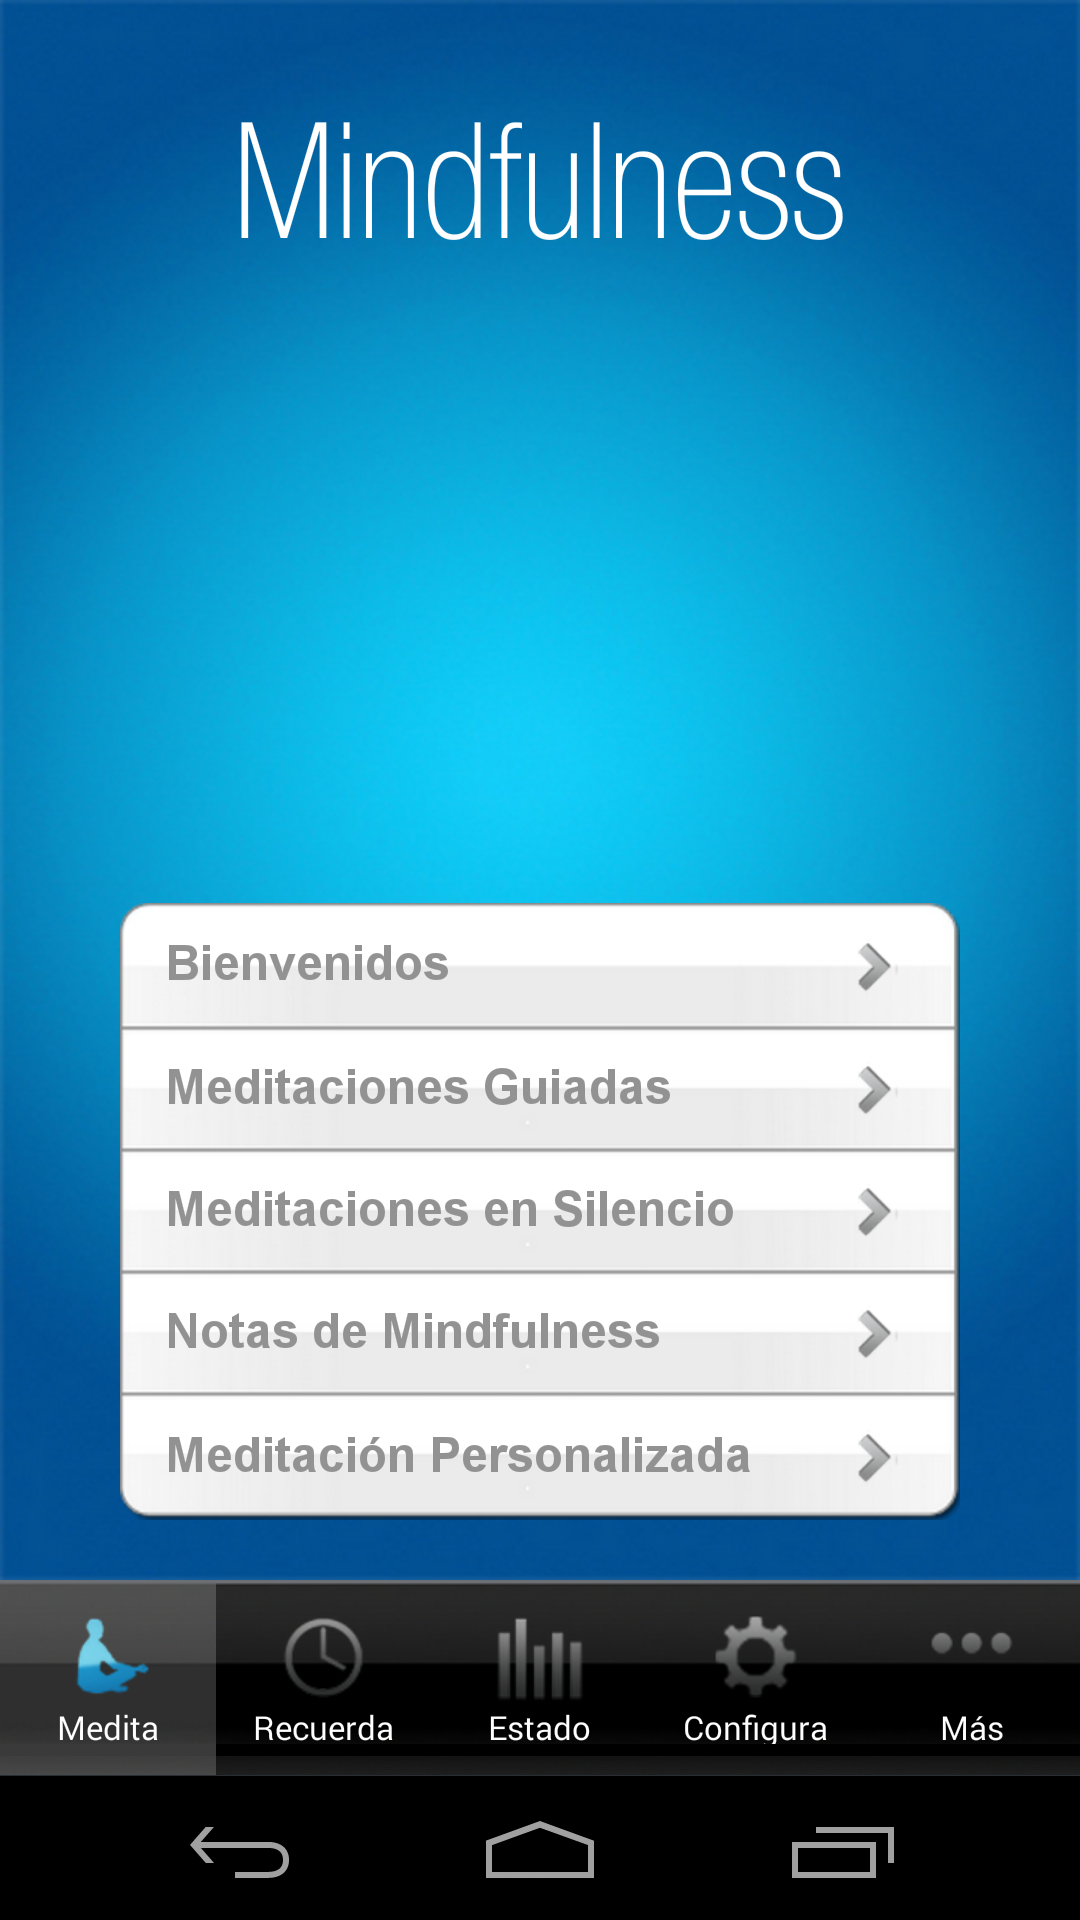 Mindfulness
Bienvenidos
Meditaciones Guiadas
Meditaciones en Silencio
Notas de Mindfulness
Meditación Personalizada
Medita
Recuerda
Estado
Configura
Más